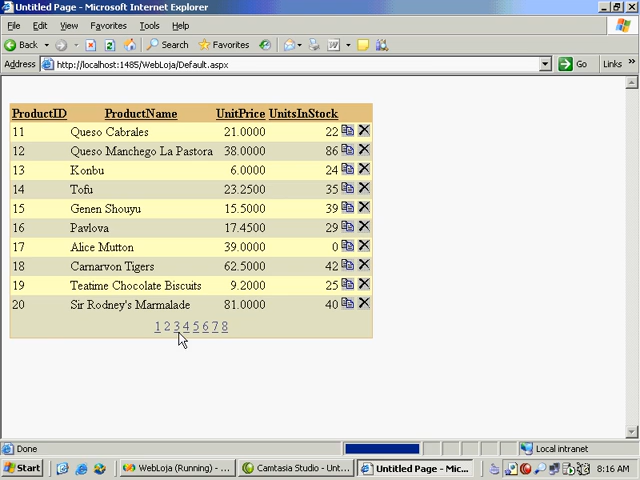 Untitled Page - Microsoft Internet Explorer
File Edit View Favorites Tools Help
Back Search Favorites
Address http://localhost:1485/WebLoja/Default.aspx Go Links »
ProductID ProductName UnitPrice UnitsInStock
11 Queso Cabrales 21.0000 22
12 Queso Manchego La Pastora 38.0000 86
13 Konbu 6.0000 24
14 Tofu 23.2500 35
15 Genen Shouyu 15.5000 39
16 Pavlova 17.4500 29
17 Alice Mutton 39.0000 0
18 Carnarvon Tigers 62.5000 42
19 Teatime Chocolate Biscuits 9.2000 25
20 Sir Rodney's Marmalade 81.0000 40
1 2 3 4 5 6 7 8
Done Local intranet
Start WebLoja (Running) - ... Camtasia Studio - Unt... Untitled Page - Mic... 8:16 AM